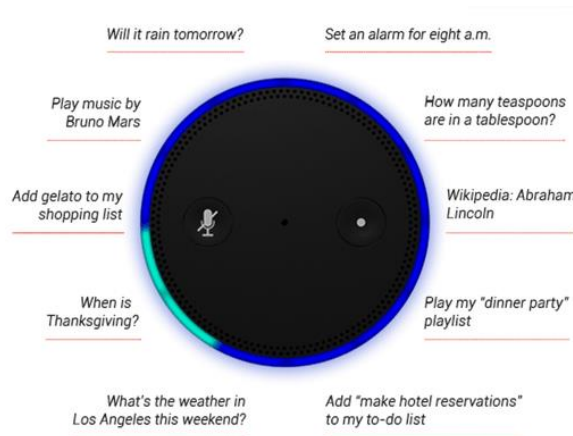 Will it rain tomorrow?
Set an alarm for eight a.m.
Play music by
Bruno Mars
How many teaspoons
are in a tablespoon?
Add gelato to my
shopping list
Wikipedia: Abraham
Lincoln
When is
Thanksgiving?
Play my "dinner party"
playlist
What's the weather in
Los Angeles this weekend?
Add "make hotel reservations"
to my to-do list